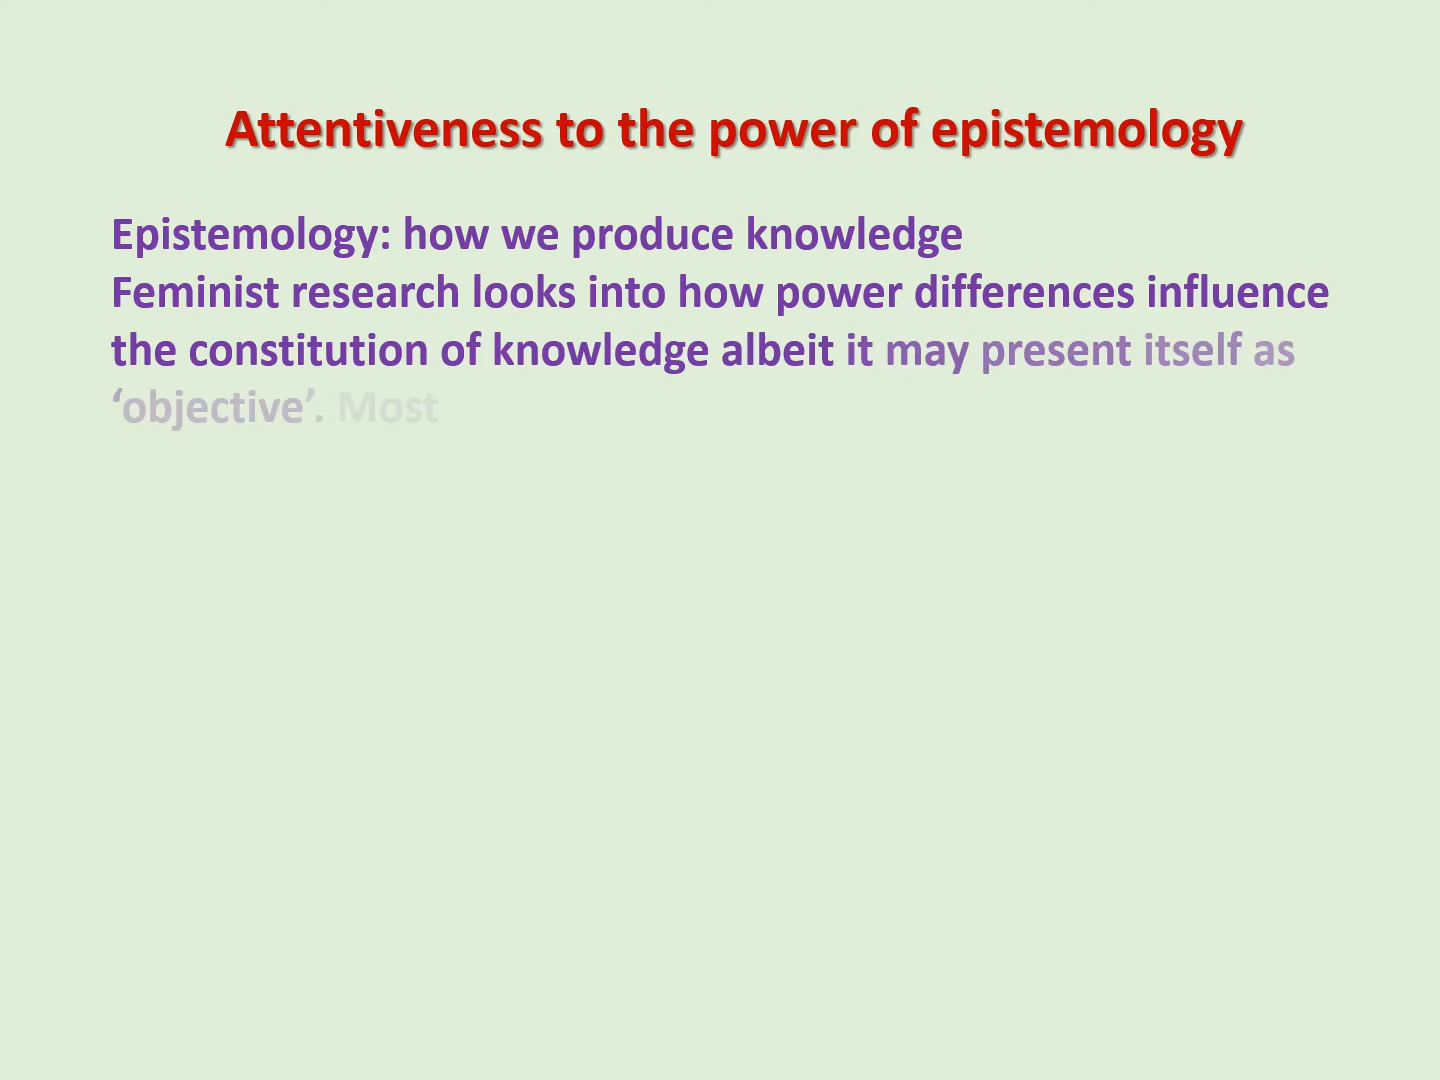 Attentiveness to the power of epistemology
Epistemology: how we produce knowledge
Feminist research looks into how power differences influence
the constitution of knowledge albeit it may present itself as
‘objective’. Most